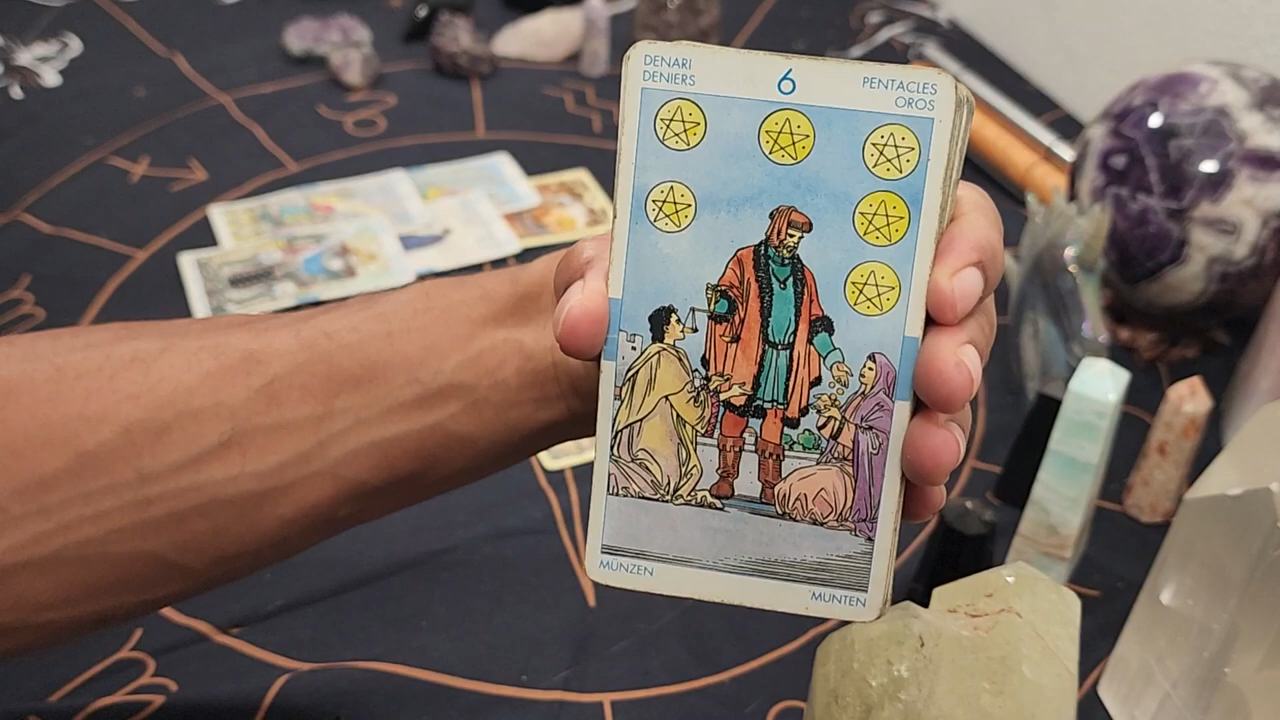 DENARI
DENIERS
6
PENTACLES
OROS
MÜNZEN
MUNTEN